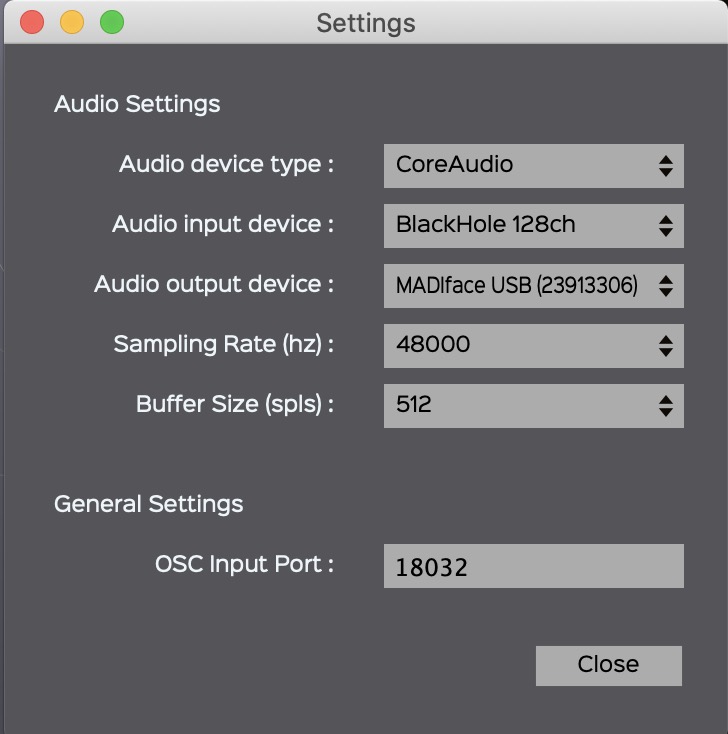 Settings
Audio Settings
Audio device type : CoreAudio
Audio input device : BlackHole 128ch
Audio output device : MADIface USB (23913306)
Sampling Rate (hz) : 48000
Buffer Size (spls) : 512
General Settings
OSC Input Port : 18032
Close